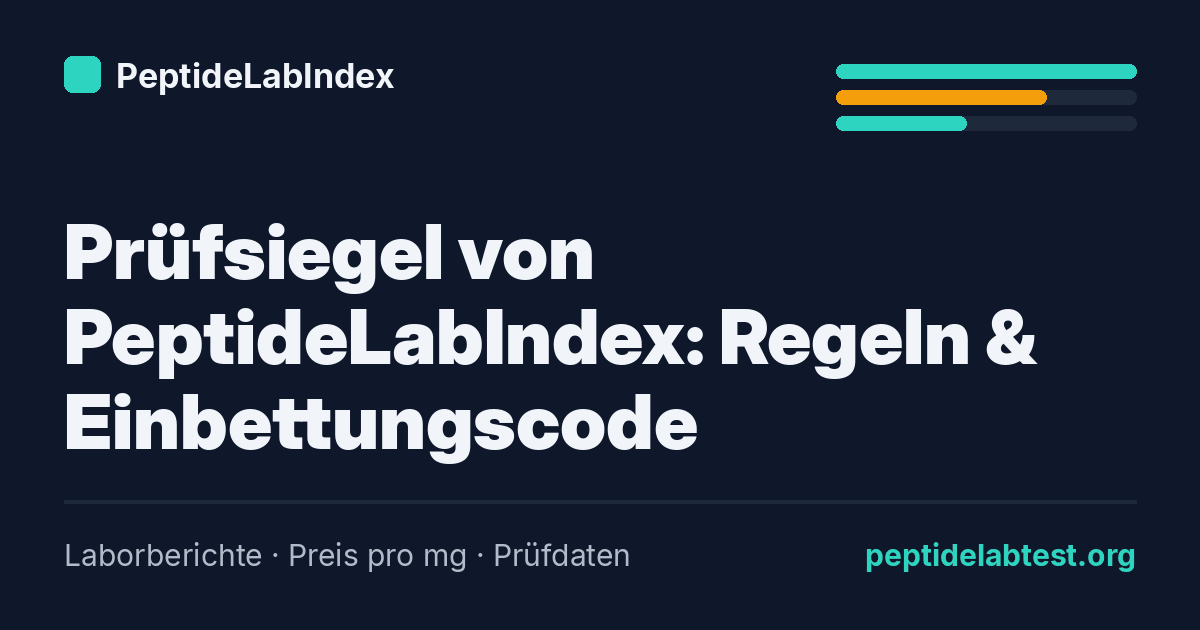 PeptideLabIndex
Prüfsiegel von
PeptideLabIndex: Regeln &
Einbettungscode
Laborberichte · Preis pro mg · Prüfdaten
peptidelabtest.org